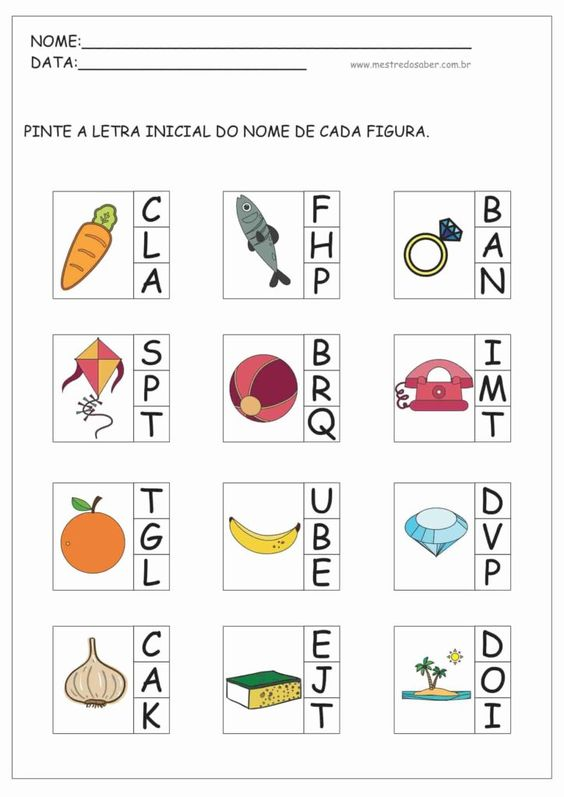 NOME:
DATA:
www.mestredosaber.com.br
PINTE A LETRA INICIAL DO NOME DE CADA FIGURA.
C
L
A
F
H
P
B
A
N
S
P
T
B
R
Q
I
M
T
T
G
L
U
B
E
D
V
P
C
A
K
E
J
T
D
O
I